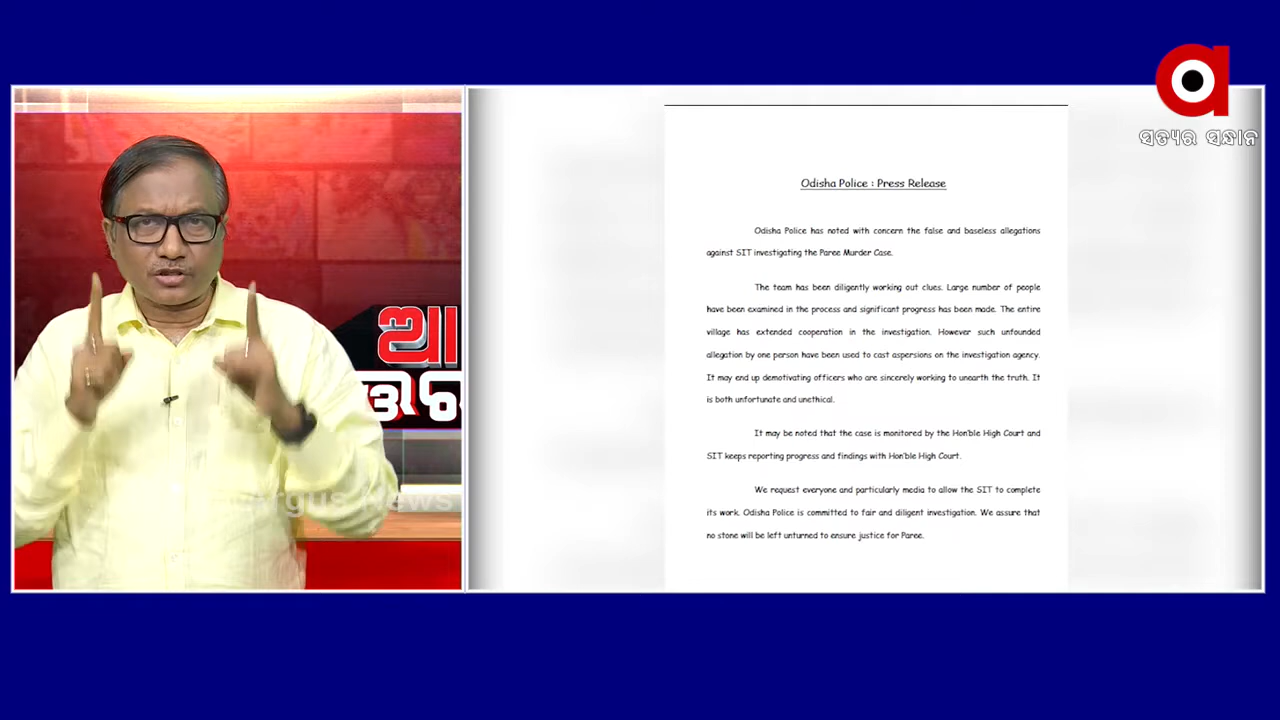 ସତ୍ୟର ସନ୍ଧାନ
Odisha Police : Press Release
Odisha Police has noted with concern the false and baseless allegations
against SIT investigating the Paree Murder Case.
The team has been diligently working out clues. Large number of people
have been examined in the process and significant progress has been made. The entire
village has extended cooperation in the investigation. However such unfounded
allegation by one person have been used to cast aspersions on the investigation agency.
It may end up demotivating officers who are sincerely working to unearth the truth. It
is both unfortunate and unethical.
It may be noted that the case is monitored by the Hon'ble High Court and
SIT keeps reporting progress and findings with Hon'ble High Court.
We request everyone and particularly media to allow the SIT to complete
its work. Odisha Police is committed to fair and diligent investigation. We assure that
no stone will be left unturned to ensure justice for Paree.
News